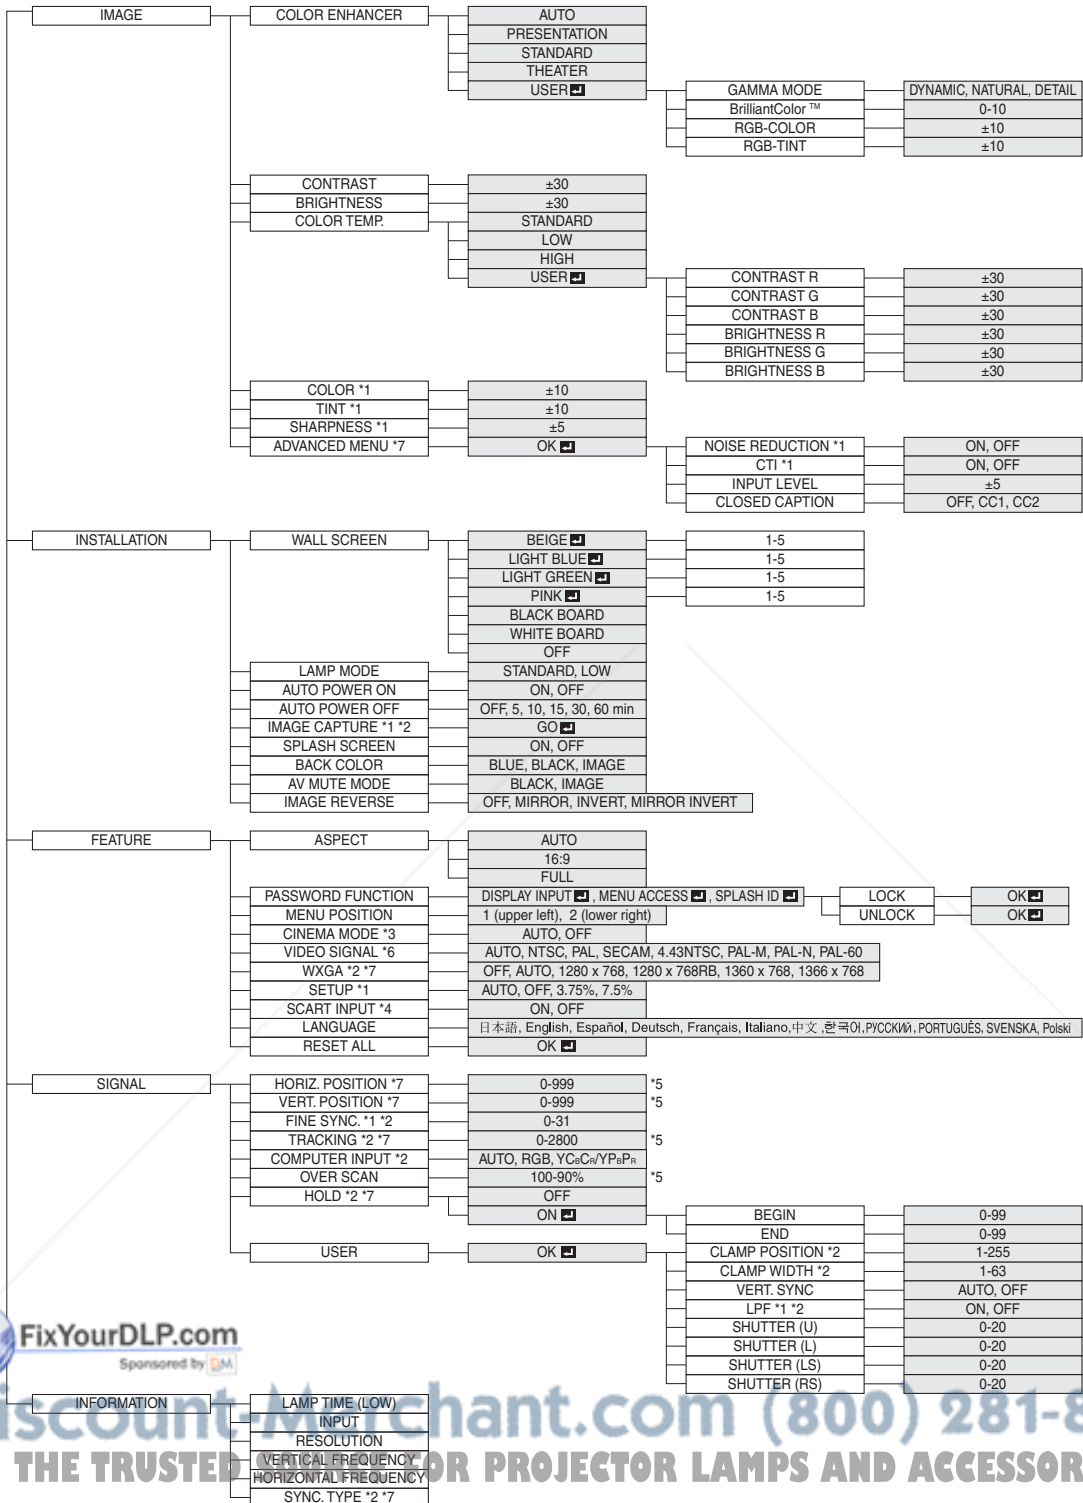 IMAGE COLOR ENHANCER AUTO
PRESENTATION
STANDARD
THEATER
USER GAMMA MODE DYNAMIC, NATURAL, DETAIL
BrilliantColor ™ 0-10
RGB-COLOR ±10
RGB-TINT ±10
CONTRAST ±30
BRIGHTNESS ±30
COLOR TEMP. STANDARD
LOW
HIGH
USER CONTRAST R ±30
CONTRAST G ±30
CONTRAST B ±30
BRIGHTNESS R ±30
BRIGHTNESS G ±30
BRIGHTNESS B ±30
COLOR *1 ±10
TINT *1 ±10
SHARPNESS *1 ±5
ADVANCED MENU *7 OK NOISE REDUCTION *1 ON, OFF
CTI *1 ON, OFF
INPUT LEVEL ±5
CLOSED CAPTION OFF, CC1, CC2
INSTALLATION WALL SCREEN BEIGE 1-5
LIGHT BLUE 1-5
LIGHT GREEN 1-5
PINK 1-5
BLACK BOARD
WHITE BOARD
OFF
LAMP MODE STANDARD, LOW
AUTO POWER ON ON, OFF
AUTO POWER OFF OFF, 5, 10, 15, 30, 60 min
IMAGE CAPTURE *1 *2 GO
SPLASH SCREEN ON, OFF
BACK COLOR BLUE, BLACK, IMAGE
AV MUTE MODE BLACK, IMAGE
IMAGE REVERSE OFF, MIRROR, INVERT, MIRROR INVERT
FEATURE ASPECT AUTO
16:9
FULL
PASSWORD FUNCTION DISPLAY INPUT , MENU ACCESS , SPLASH ID LOCK OK
UNLOCK OK
MENU POSITION 1 (upper left), 2 (lower right)
CINEMA MODE *3 AUTO, OFF
VIDEO SIGNAL *6 AUTO, NTSC, PAL, SECAM, 4.43NTSC, PAL-M, PAL-N, PAL-60
WXGA *2 *7 OFF, AUTO, 1280 x 768, 1280 x 768RB, 1360 x 768, 1366 x 768
SETUP *1 AUTO, OFF, 3.75%, 7.5%
SCART INPUT *4 ON, OFF
LANGUAGE 日本語, English, Español, Deutsch, Français, Italiano,中文 ,한국어,РУССКИЙ, PORTUGUÊS, SVENSKA, Polski
RESET ALL OK
SIGNAL HORIZ. POSITION *7 0-999 *5
VERT. POSITION *7 0-999 *5
FINE SYNC. *1 *2 0-31
TRACKING *2 *7 0-2800 *5
COMPUTER INPUT *2 AUTO, RGB, YCBCR/YPBPR
OVER SCAN 100-90% *5
HOLD *2 *7 OFF
ON BEGIN 0-99
END 0-99
USER OK CLAMP POSITION *2 1-255
CLAMP WIDTH *2 1-63
VERT. SYNC AUTO, OFF
LPF *1 *2 ON, OFF
SHUTTER (U) 0-20
SHUTTER (L) 0-20
SHUTTER (LS) 0-20
SHUTTER (RS) 0-20
FixYourDLP.com
Sponsored by DM
INFORMATION LAMP TIME (LOW)
INPUT
RESOLUTION
VERTICAL FREQUENCY
HORIZONTAL FREQUENCY
SYNC. TYPE *2 *7
iscount-Merchant.com (800) 281-8
THE TRUSTED SOURCE FOR PROJECTOR LAMPS AND ACCESSOR